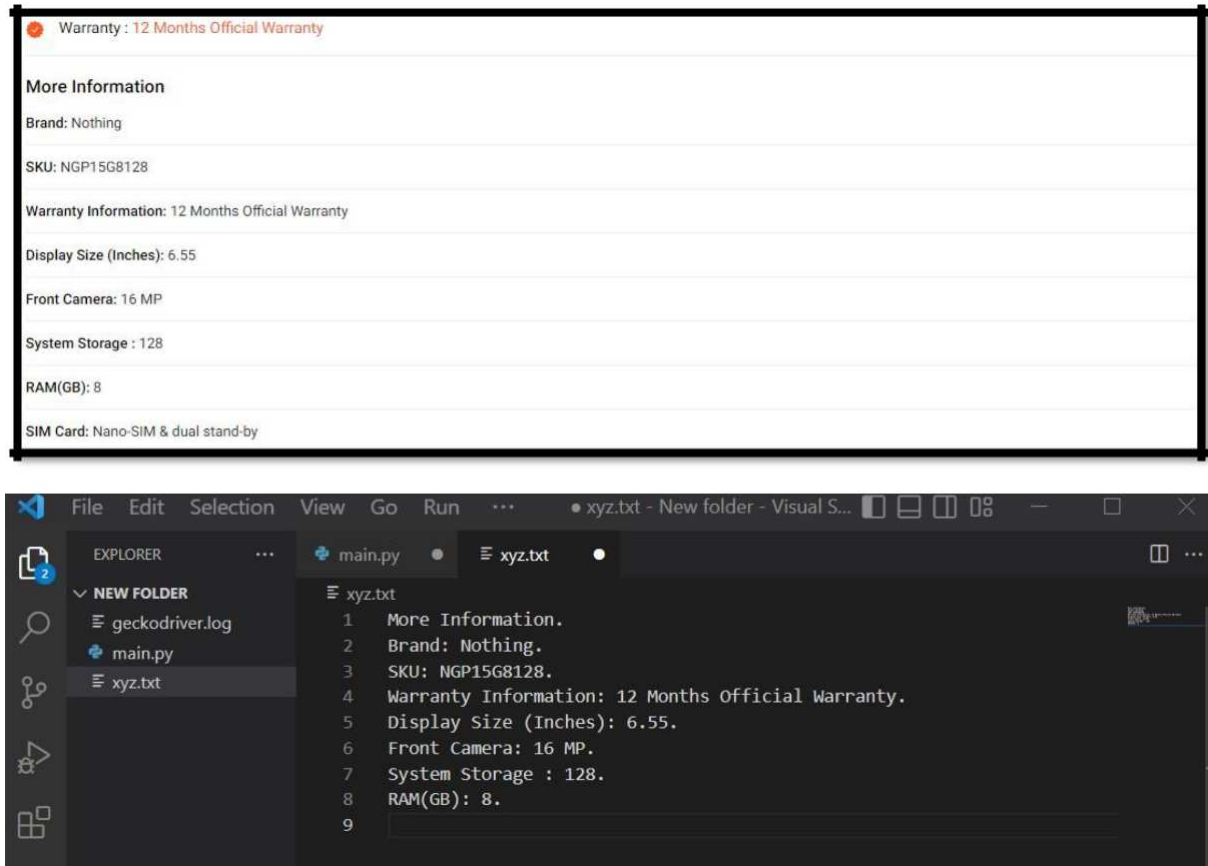 Warranty : 12 Months Official Warranty
More Information
Brand: Nothing
SKU: NGP15G8128
Warranty Information: 12 Months Official Warranty
Display Size (Inches): 6.55
Front Camera: 16 MP
System Storage : 128
RAM(GB): 8
SIM Card: Nano-SIM & dual stand-by
File Edit Selection View Go Run ··· ● xyz.txt - New folder - Visual S...
EXPLORER ··· main.py ● xyz.txt ● ···
2
NEW FOLDER
geckodriver.log
main.py
xyz.txt
xyz.txt
1 More Information.
2 Brand: Nothing.
3 SKU: NGP15G8128.
4 Warranty Information: 12 Months Official Warranty.
5 Display Size (Inches): 6.55.
6 Front Camera: 16 MP.
7 System Storage : 128.
8 RAM(GB): 8.
9